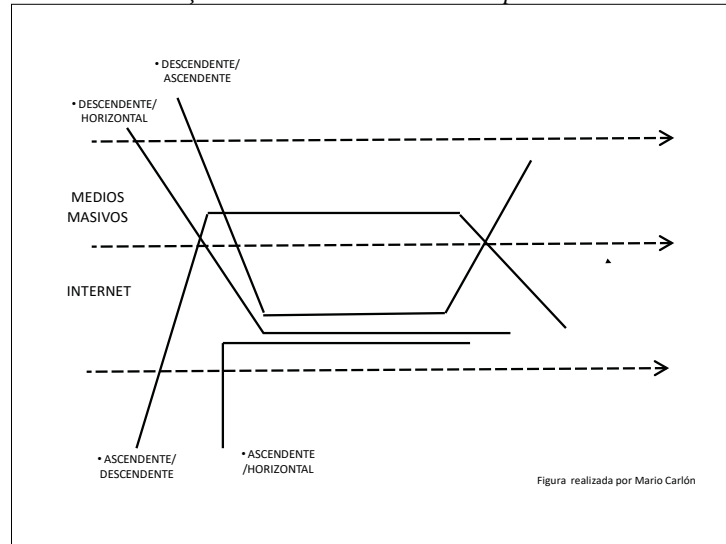 • DESCENDENTE/
ASCENDENTE
• DESCENDENTE/
HORIZONTAL
MEDIOS
MASIVOS
INTERNET
• ASCENDENTE/
DESCENDENTE
• ASCENDENTE
/HORIZONTAL
Figura realizada por Mario Carlón